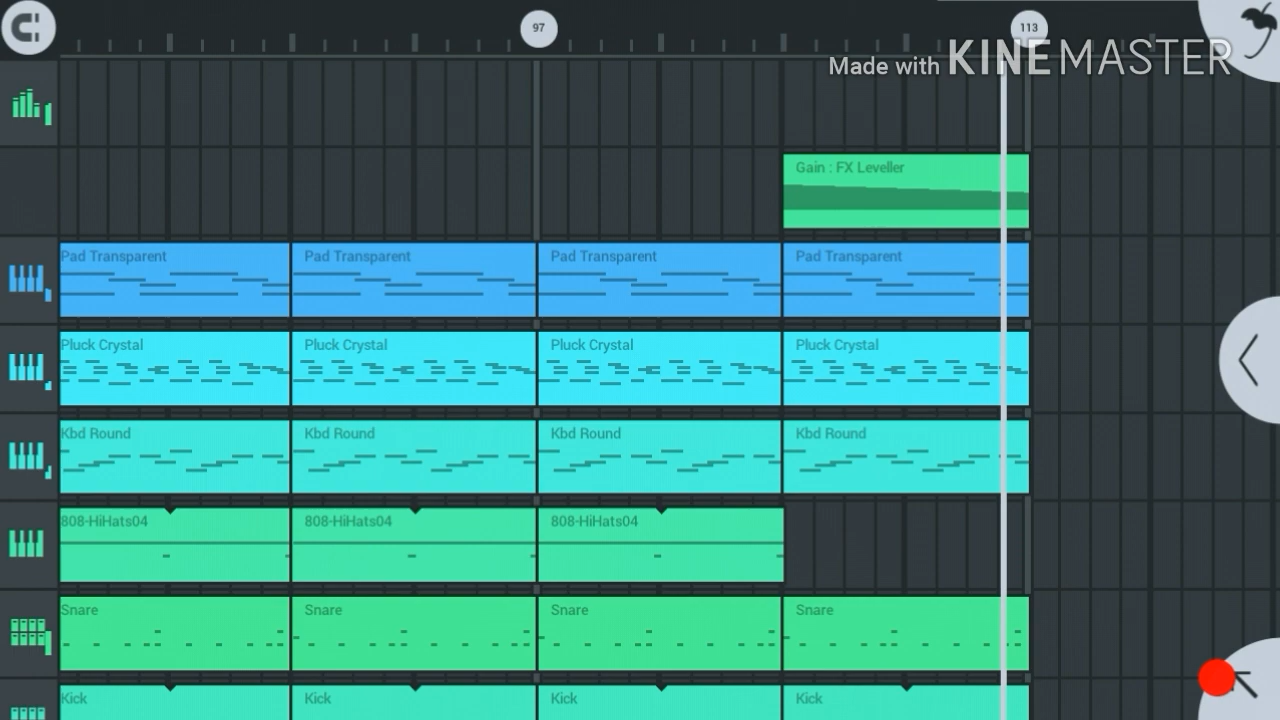 97
113
Made with KINEMASTER
Gain : FX Leveller
Pad Transparent Pad Transparent Pad Transparent Pad Transparent
Pluck Crystal Pluck Crystal Pluck Crystal Pluck Crystal
Kbd Round Kbd Round Kbd Round Kbd Round
808-HiHats04 808-HiHats04 808-HiHats04
Snare Snare Snare Snare
Kick Kick Kick Kick